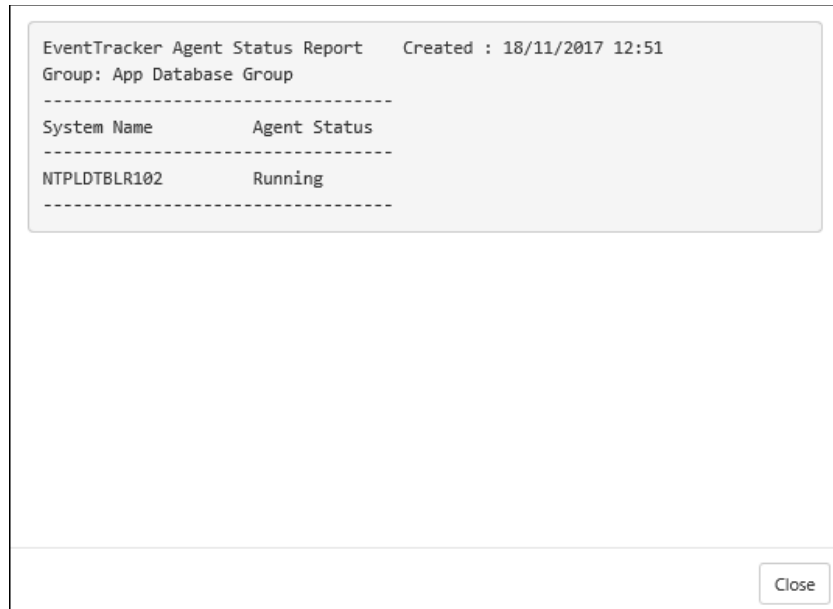 EventTracker Agent Status Report    Created : 18/11/2017 12:51
Group: App Database Group
-----------------------------------
System Name          Agent Status
-----------------------------------
NTPLDTBLR102         Running
-----------------------------------
Close